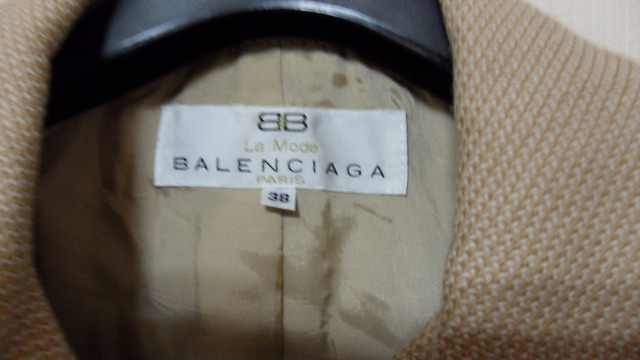 BB
La Mode
BALENCIAGA
PARIS
38